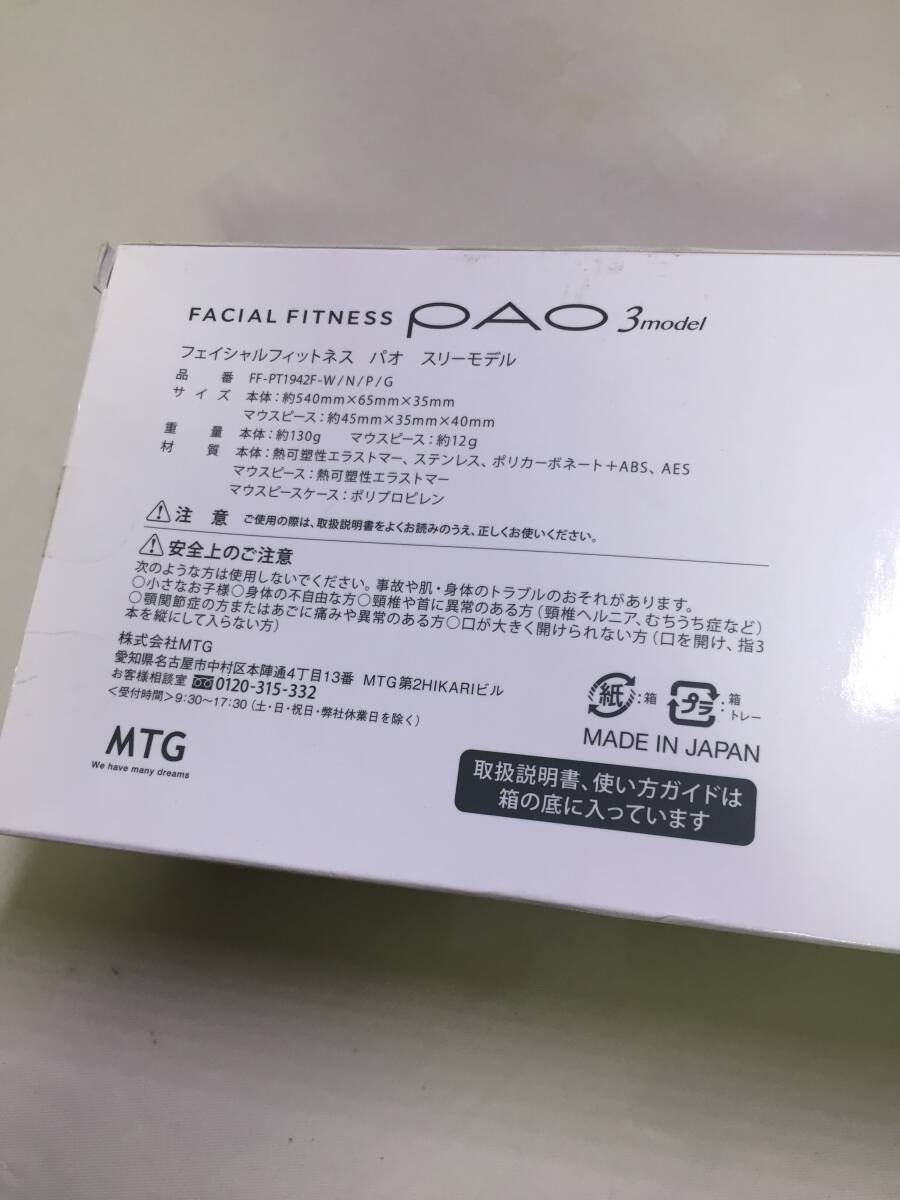 FACIAL FITNESS PAO 3model
フェイシャルフィットネス パオ スリーモデル
品番 FF-PT1942F-W/N/P/G
サイズ 本体：約540mm×65mm×35mm
マウスピース：約45mm×35mm×40mm
重量 本体：約130g マウスピース：約12g
材質 本体：熱可塑性エラストマー、ステンレス、ポリカーボネート＋ABS、AES
マウスピース：熱可塑性エラストマー
マウスピースケース：ポリプロピレン
⚠注意 ご使用の際は、取扱説明書をよくお読みのうえ、正しくお使いください。
⚠安全上のご注意
次のような方は使用しないでください。事故や肌・身体のトラブルのおそれがあります。
○小さなお子様○身体の不自由な方○頸椎や首に異常のある方（頸椎ヘルニア、むちうち症など）
○顎関節症の方またはあごに痛みや異常のある方○口が大きく開けられない方（口を開け、指3
本を縦にして入らない方）
株式会社MTG
愛知県名古屋市中村区本陣通4丁目13番 MTG第2HIKARIビル
お客様相談室 0120-315-332
＜受付時間＞9:30〜17:30（土・日・祝日・弊社休業日を除く）
MTG
We have many dreams
紙：箱
プラ：箱トレー
MADE IN JAPAN
取扱説明書、使い方ガイドは
箱の底に入っています